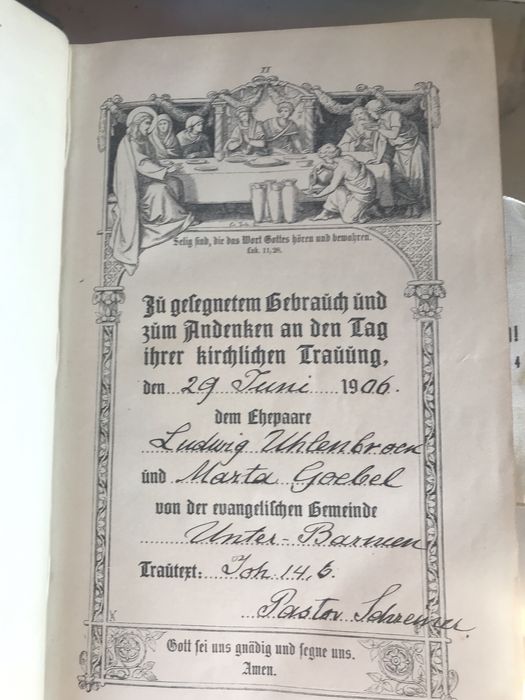 Selig sind, die das Wort Gottes hören und bewahren.
Luk. 11,28.
Zu gesegnetem Gebrauch und
zum Andenken an den Tag
ihrer kirchlichen Trauung,
den 29 Juni 1906.
dem Ehepaare
Ludwig Uhlenbrock
und Marta Goebel
von der evangelischen Gemeinde
Unter-Barmen
Trautext: Joh. 14. 6.
Pastor Schreiner
Gott sei uns gnädig und segne uns.
Amen.